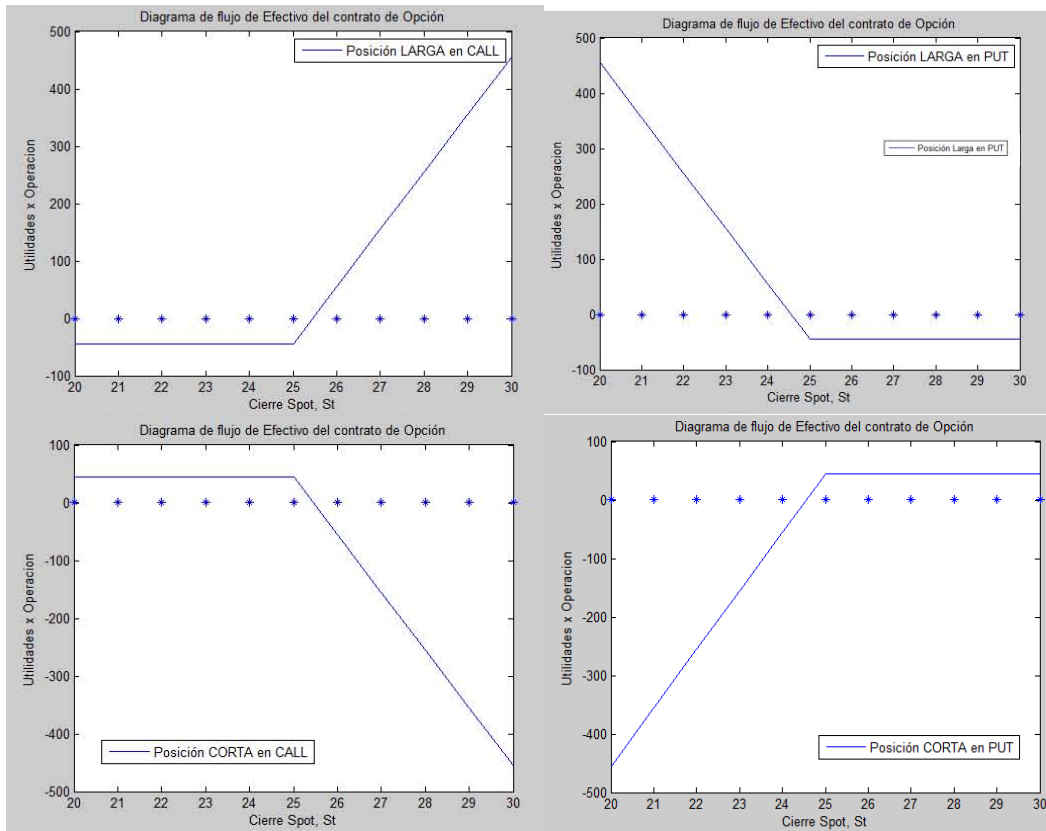 Diagrama de flujo de Efectivo del contrato de Opción
500
400
300
200
100
0
-100
Utilidades x Operacion
Posición LARGA en CALL
20 21 22 23 24 25 26 27 28 29 30
Cierre Spot, St
Diagrama de flujo de Efectivo del contrato de Opción
500
400
300
200
100
0
-100
Utilidades x Operacion
Posición LARGA en PUT
Posición Larga en PUT
20 21 22 23 24 25 26 27 28 29 30
Cierre Spot, St
Diagrama de flujo de Efectivo del contrato de Opción
100
0
-100
-200
-300
-400
-500
Utilidades x Operacion
Posición CORTA en CALL
20 21 22 23 24 25 26 27 28 29 30
Cierre Spot, St
Diagrama de flujo de Efectivo del contrato de Opción
100
0
-100
-200
-300
-400
-500
Utilidades x Operacion
Posición CORTA en PUT
20 21 22 23 24 25 26 27 28 29 30
Cierre Spot, St